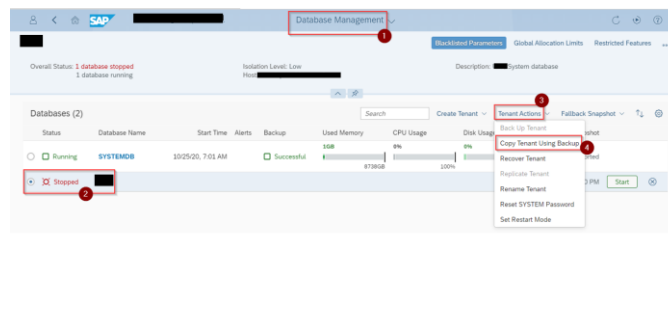 SAP
Database Management
1
Blacklisted Parameters Global Allocation Limits Restricted Features
Overall Status: 1 database stopped Isolation Level: Low Description: System database
1 database running Host:
3
Databases (2) Search Create Tenant Tenant Actions Fallback Snapshot
Status Database Name Start Time Alerts Backup Used Memory CPU Usage Disk Usage
Back Up Tenant
1GB 0% 0%
Copy Tenant Using Backup
4
Running SYSTEMDB 10/25/20, 7:01 AM Successful
Recover Tenant
8738GB 100%
Replicate Tenant
Stopped PM Start
2
Rename Tenant
Reset SYSTEM Password
Set Restart Mode